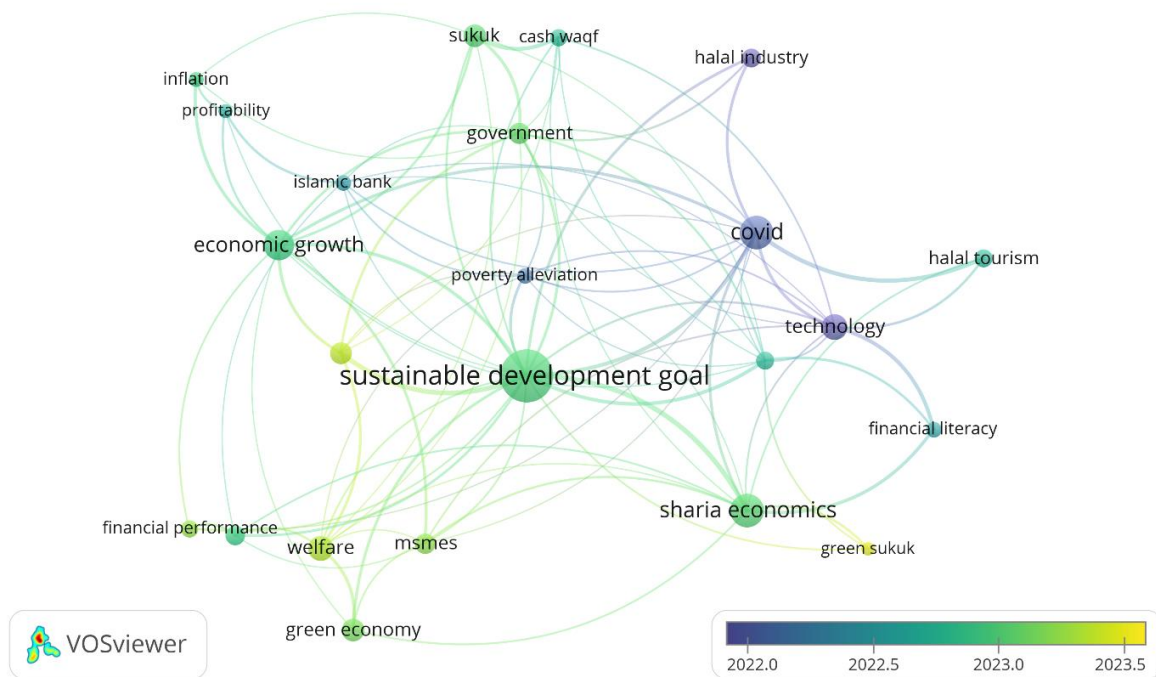 sukuk
cash waqf
halal industry
inflation
profitability
government
islamic bank
covid
economic growth
halal tourism
poverty alleviation
technology
sustainable development goal
financial literacy
sharia economics
financial performance
welfare
msmes
green sukuk
green economy
VOSviewer
2022.0
2022.5
2023.0
2023.5